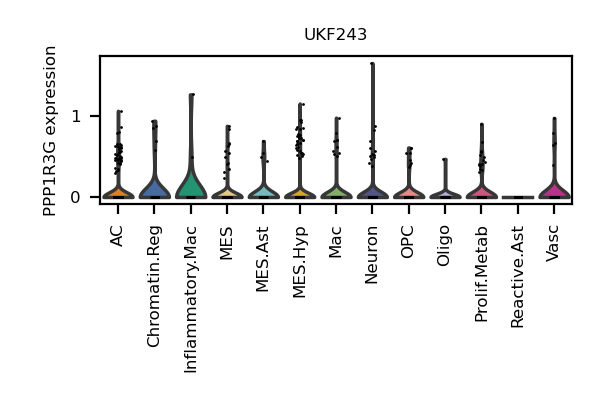 UKF243
PPP1R3G expression
1
0
AC
Chromatin.Reg
Inflammatory.Mac
MES
MES.Ast
MES.Hyp
Mac
Neuron
OPC
Oligo
Prolif.Metab
Reactive.Ast
Vasc